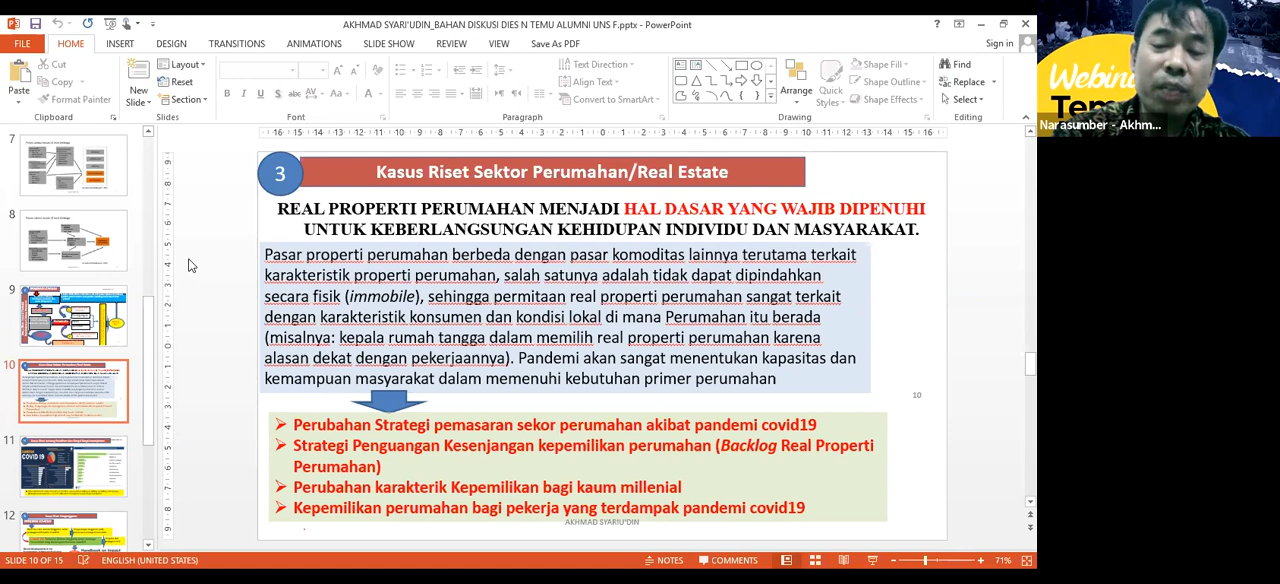 AKHMAD SYARI'UDIN_BAHAN DISKUSI DIES N TEMU ALUMNI UNS F.pptx - PowerPoint
FILE HOME INSERT DESIGN TRANSITIONS ANIMATIONS SLIDE SHOW REVIEW VIEW Save As PDF Sign in
Paste
Cut
Copy
Format Painter
Clipboard
New Slide
Layout
Reset
Section
Slides
Font
Text Direction
Align Text
Convert to SmartArt
Paragraph
Arrange
Quick Styles
Shape Fill
Shape Outline
Shape Effects
Drawing
Find
Replace
Select
Editing
Webin
Tem
Narasumber - Akhm...
7
8
9
10
11
12
3
Kasus Riset Sektor Perumahan/Real Estate
REAL PROPERTI PERUMAHAN MENJADI HAL DASAR YANG WAJIB DIPENUHI
UNTUK KEBERLANGSUNGAN KEHIDUPAN INDIVIDU DAN MASYARAKAT.
Pasar properti perumahan berbeda dengan pasar komoditas lainnya terutama terkait
karakteristik properti perumahan, salah satunya adalah tidak dapat dipindahkan
secara fisik (immobile), sehingga permitaan real properti perumahan sangat terkait
dengan karakteristik konsumen dan kondisi lokal di mana Perumahan itu berada
(misalnya: kepala rumah tangga dalam memilih real properti perumahan karena
alasan dekat dengan pekerjaannya). Pandemi akan sangat menentukan kapasitas dan
kemampuan masyarakat dalam memenuhi kebutuhan primer perumahan
10
➢ Perubahan Strategi pemasaran sekor perumahan akibat pandemi covid19
➢ Strategi Penguangan Kesenjangan kepemilikan perumahan (Backlog Real Properti
Perumahan)
➢ Perubahan karakterik Kepemilikan bagi kaum millenial
➢ Kepemilikan perumahan bagi pekerja yang terdampak pandemi covid19
AKHMAD SYARI'UDIN
SLIDE 10 OF 15 ENGLISH (UNITED STATES) NOTES COMMENTS 71%